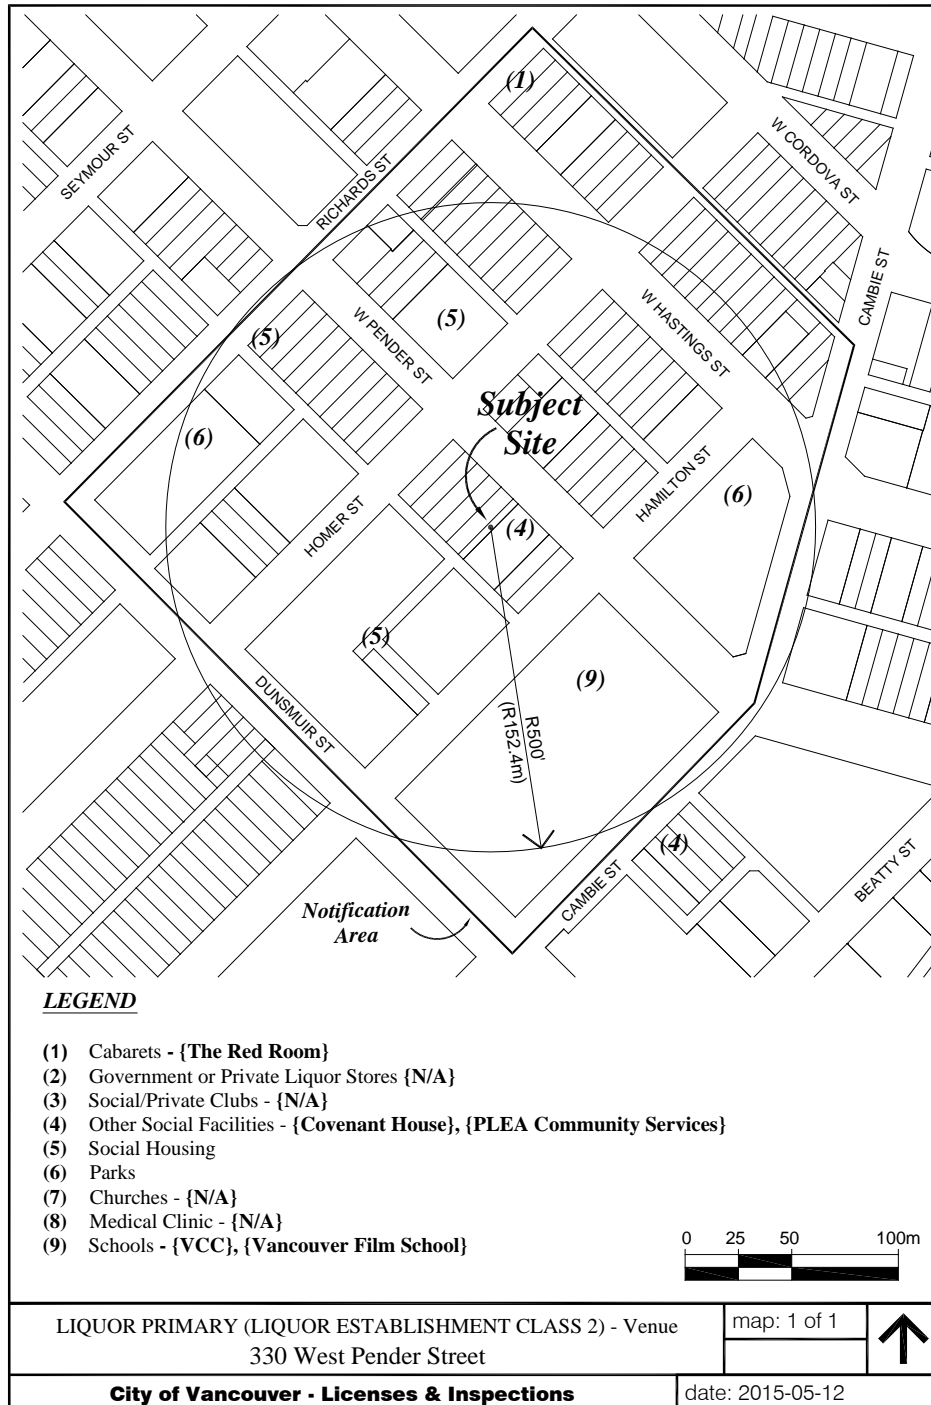 (1)
SEYMOUR ST
RICHARDS ST
W CORDOVA ST
CAMBIE ST
(5)
W PENDER ST
(5)
W HASTINGS ST
(6)
Subject
Site
HAMILTON ST
(6)
HOMER ST
(4)
(5)
(9)
DUNSMUIR ST
R500'
(R152.4m)
(4)
CAMBIE ST
BEATTY ST
Notification
Area
LEGEND
(1) Cabarets - {The Red Room}
(2) Government or Private Liquor Stores {N/A}
(3) Social/Private Clubs - {N/A}
(4) Other Social Facilities - {Covenant House}, {PLEA Community Services}
(5) Social Housing
(6) Parks
(7) Churches - {N/A}
(8) Medical Clinic - {N/A}
(9) Schools - {VCC}, {Vancouver Film School}
0 25 50 100m
LIQUOR PRIMARY (LIQUOR ESTABLISHMENT CLASS 2) - Venue
330 West Pender Street
map: 1 of 1
City of Vancouver - Licenses & Inspections
date: 2015-05-12